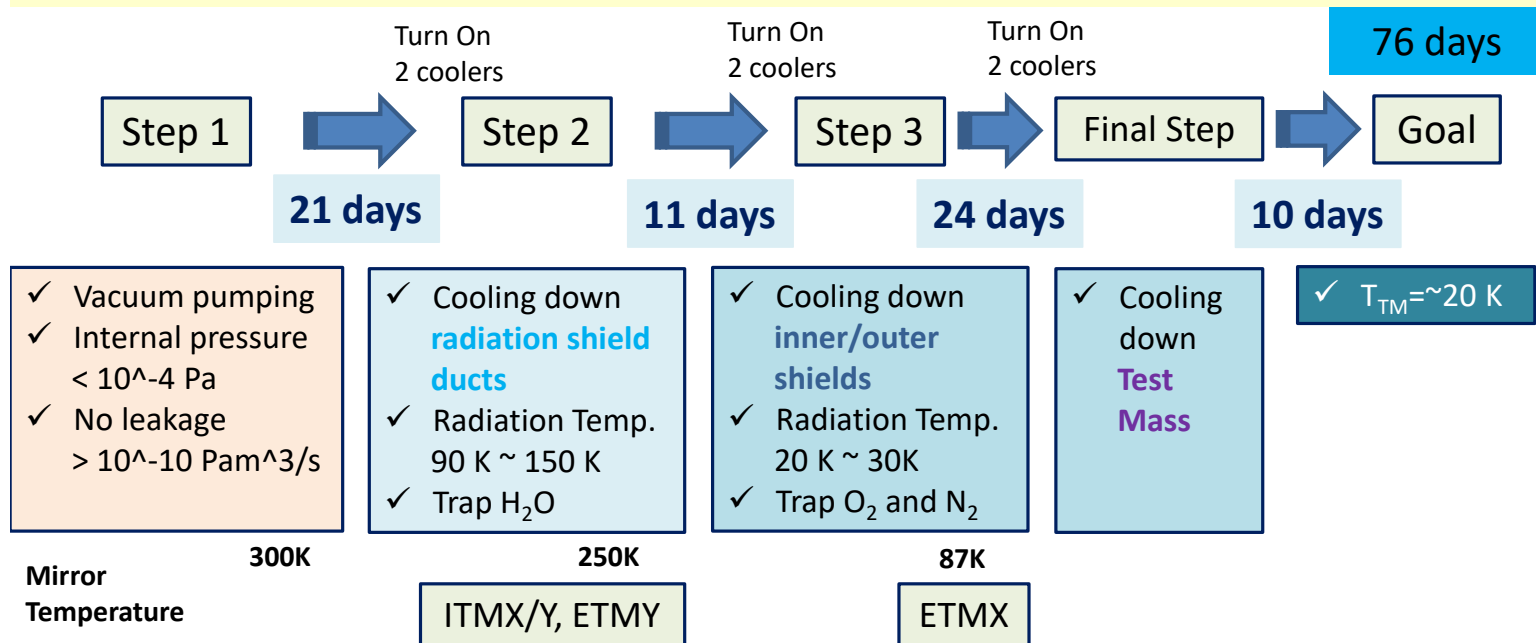 Turn On
2 coolers
Turn On
2 coolers
Turn On
2 coolers
76 days
Step 1
Step 2
Step 3
Final Step
Goal
21 days
11 days
24 days
10 days
✓ Vacuum pumping
✓ Internal pressure
< 10^-4 Pa
✓ No leakage
> 10^-10 Pam^3/s
✓ Cooling down
radiation shield
ducts
✓ Radiation Temp.
90 K ~ 150 K
✓ Trap H₂O
✓ Cooling down
inner/outer
shields
✓ Radiation Temp.
20 K ~ 30K
✓ Trap O₂ and N₂
✓ Cooling
down
Test
Mass
✓ T_TM=~20 K
Mirror
Temperature
300K
250K
87K
ITMX/Y, ETMY
ETMX